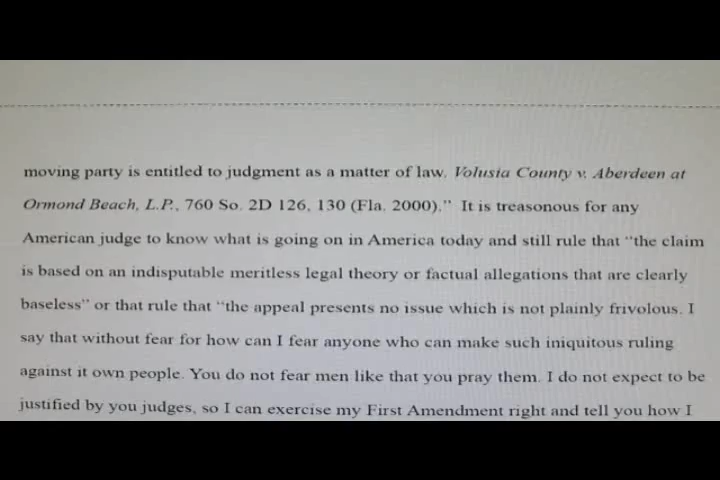 moving party is entitled to judgment as a matter of law. Volusia County v. Aberdeen at
Ormond Beach, L.P., 760 So. 2D 126, 130 (Fla. 2000)." It is treasonous for any
American judge to know what is going on in America today and still rule that "the claim
is based on an indisputable meritless legal theory or factual allegations that are clearly
baseless" or that rule that "the appeal presents no issue which is not plainly frivolous. I
say that without fear for how can I fear anyone who can make such iniquitous ruling
against it own people. You do not fear men like that you pray them. I do not expect to be
justified by you judges, so I can exercise my First Amendment right and tell you how I